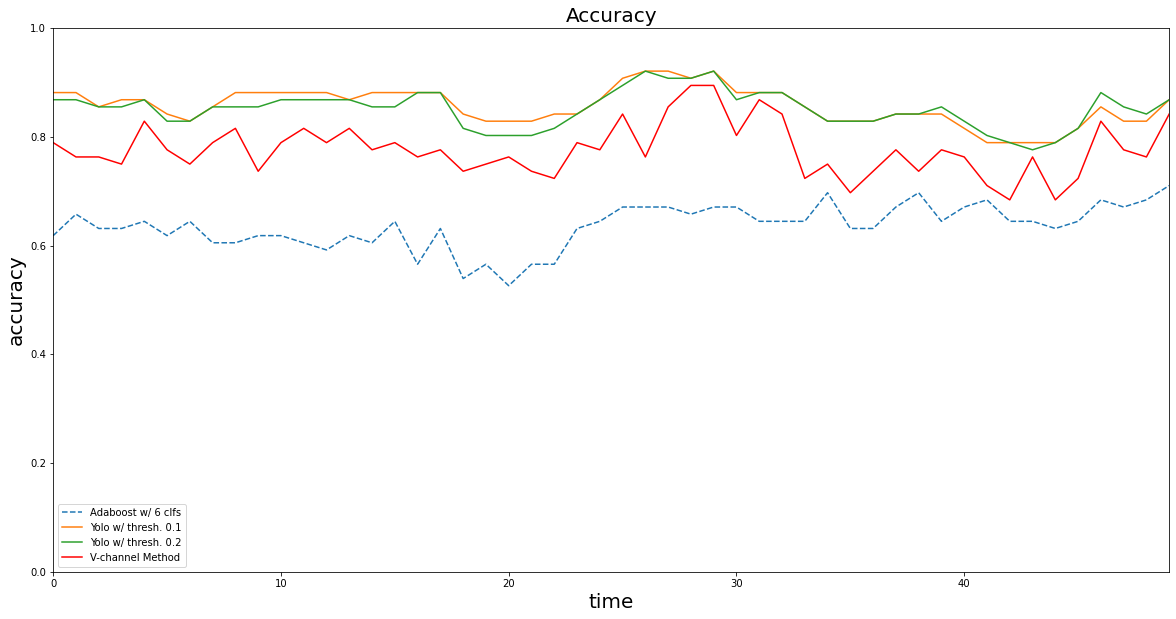 Accuracy
1.0
0.8
0.6
0.4
0.2
0.0
accuracy
Adaboost w/ 6 clfs
Yolo w/ thresh. 0.1
Yolo w/ thresh. 0.2
V-channel Method
0 10 20 30 40
time